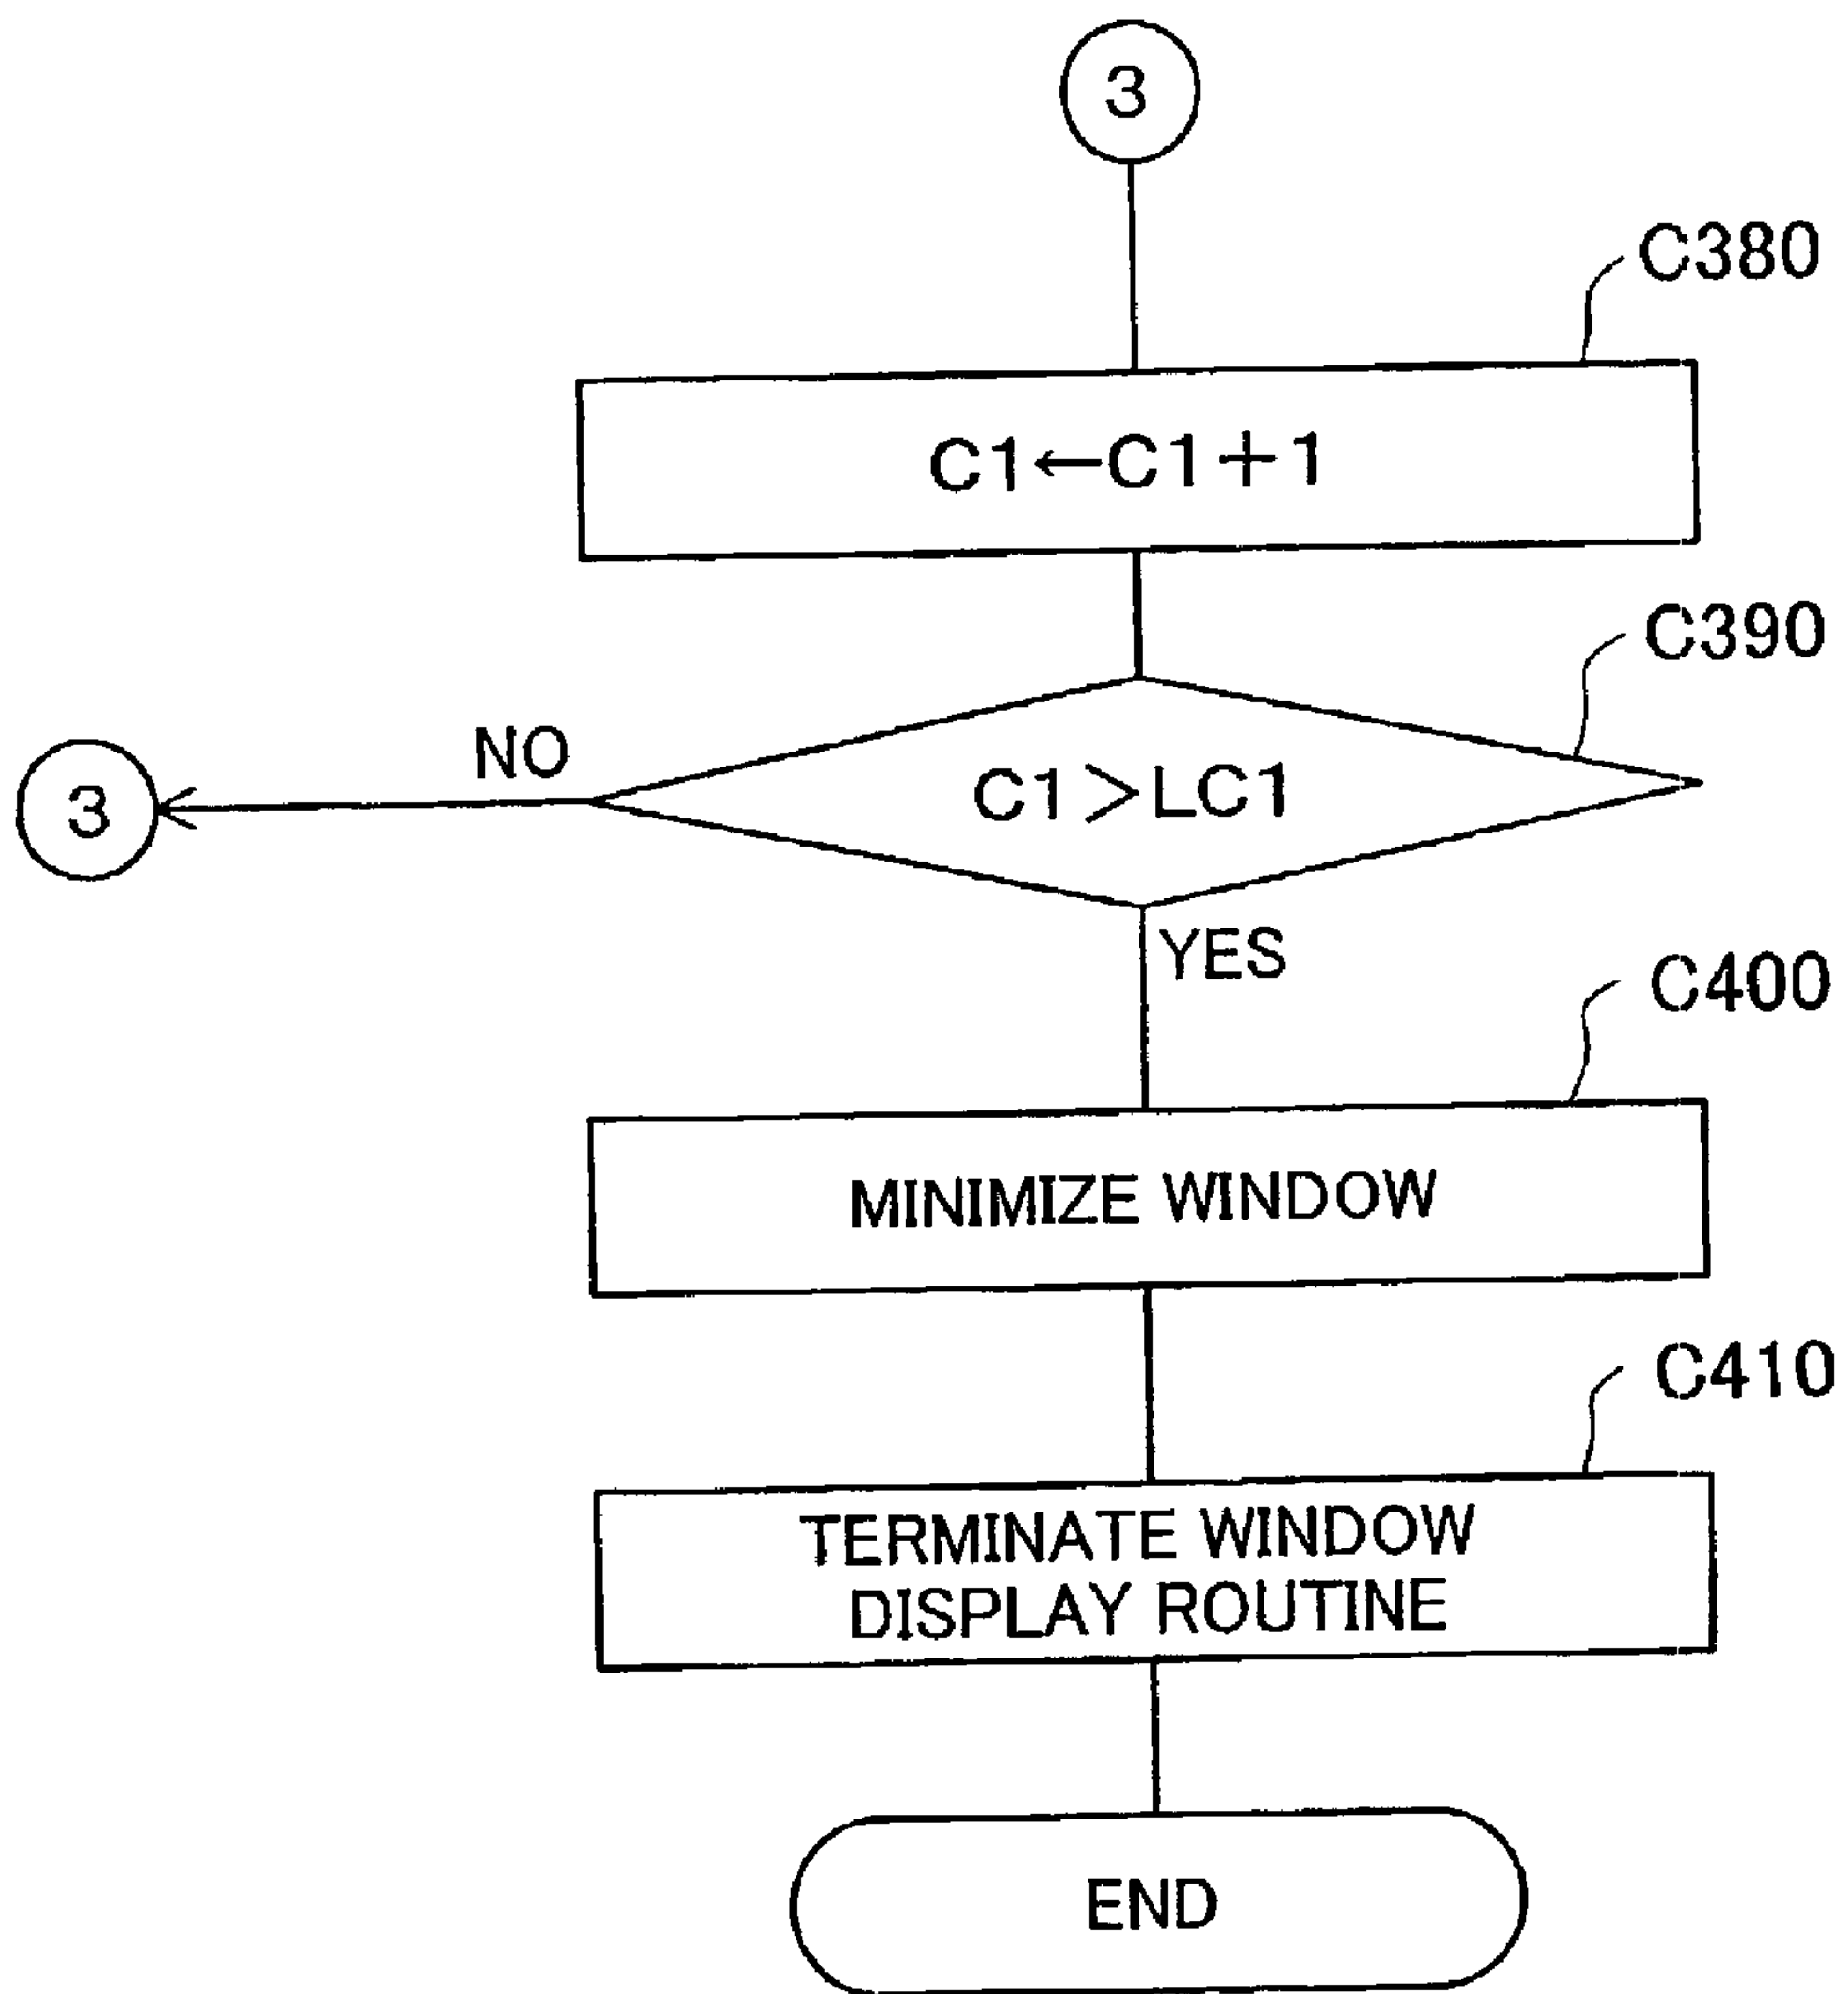 3
C380
C1←C1+1
C390
NO
3
C1>LC1
YES
C400
MINIMIZE WINDOW
C410
TERMINATE WINDOW
DISPLAY ROUTINE
END